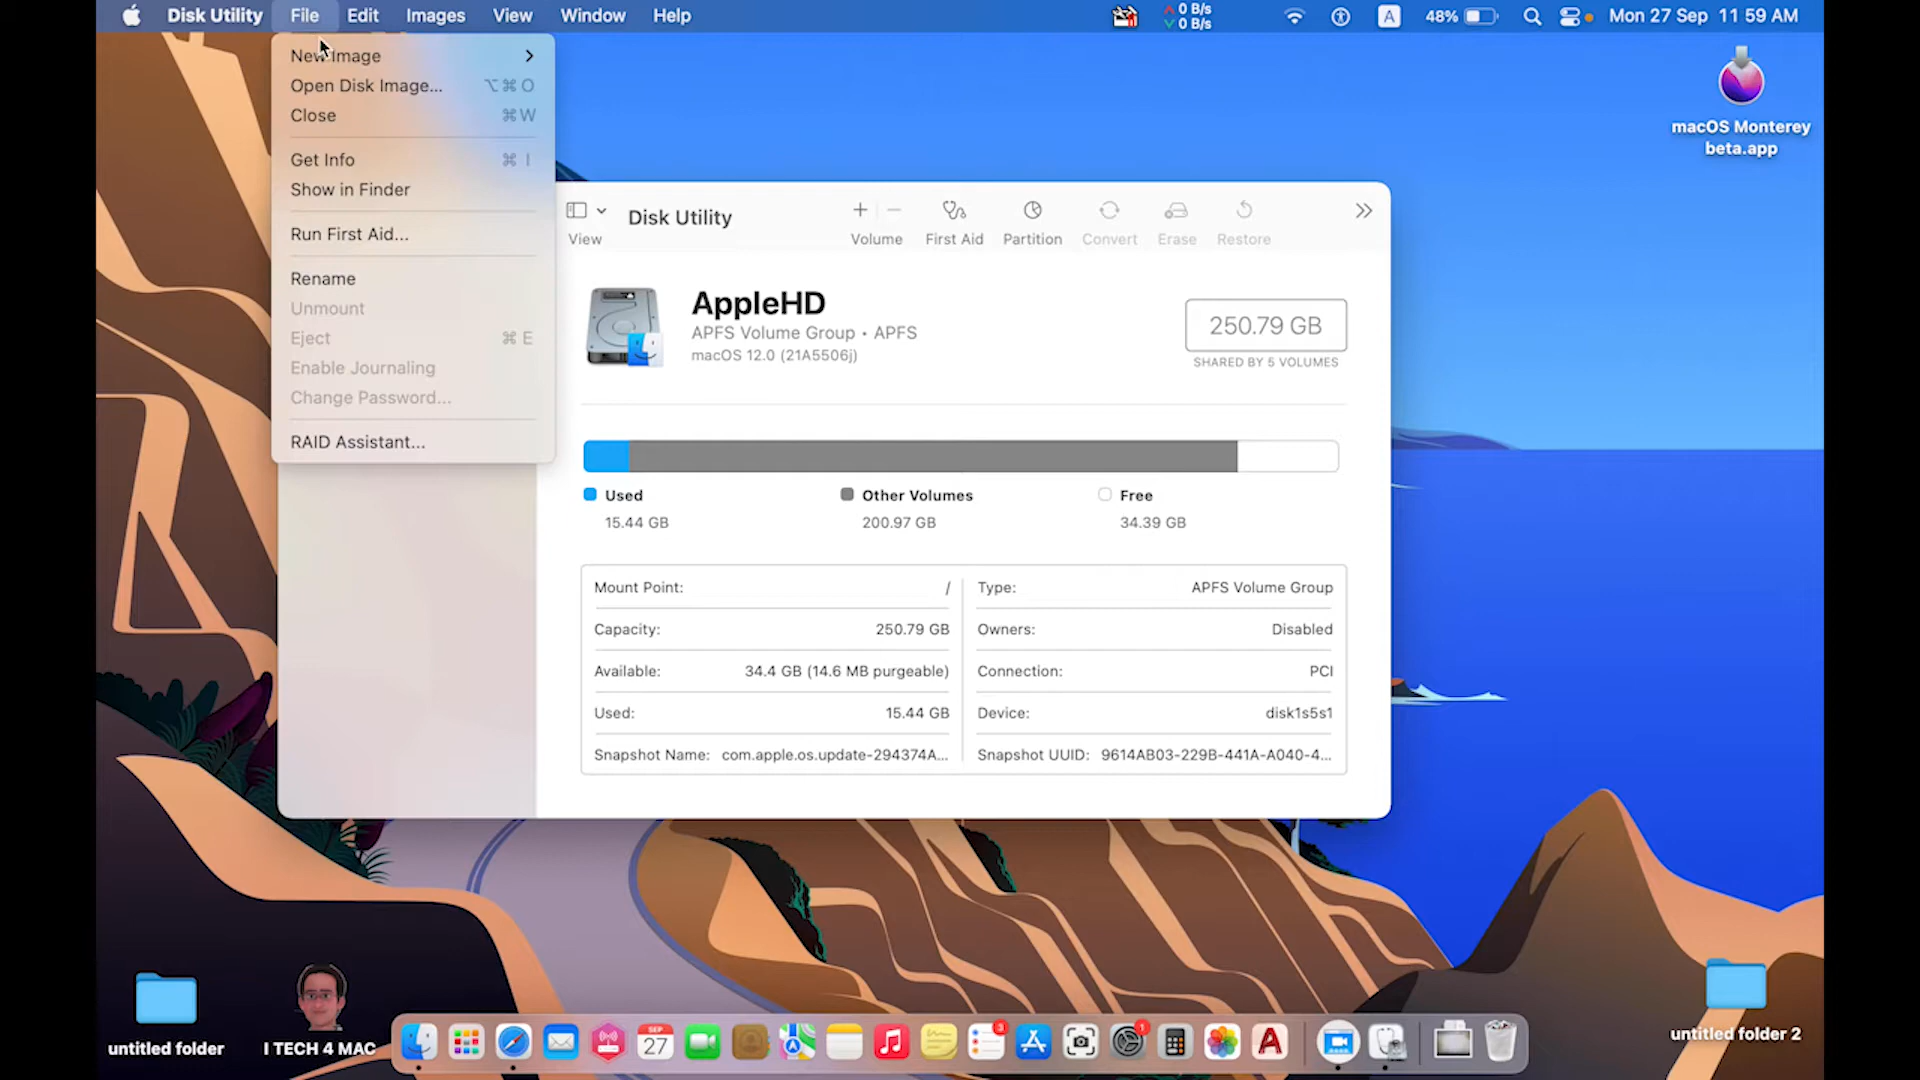 Disk Utility File Edit Images View Window Help
0 B/s
0 B/s
A 48% Mon 27 Sep 11:59 AM
New Image
Open Disk Image... ⌥⌘O
Close ⌘W
Get Info ⌘I
Show in Finder
Run First Aid...
Rename
Unmount
Eject ⌘E
Enable Journaling
Change Password...
RAID Assistant...
macOS Monterey
beta.app
Disk Utility
View Volume First Aid Partition Convert Erase Restore
AppleHD
APFS Volume Group • APFS
macOS 12.0 (21A5506j)
250.79 GB
SHARED BY 5 VOLUMES
Used
15.44 GB
Other Volumes
200.97 GB
Free
34.39 GB
Mount Point: /
Capacity: 250.79 GB
Available: 34.4 GB (14.6 MB purgeable)
Used: 15.44 GB
Snapshot Name: com.apple.os.update-294374A...
Type: APFS Volume Group
Owners: Disabled
Connection: PCI
Device: disk1s5s1
Snapshot UUID: 9614AB03-229B-441A-A040-4...
untitled folder
I TECH 4 MAC
untitled folder 2
SEP
27
3
1